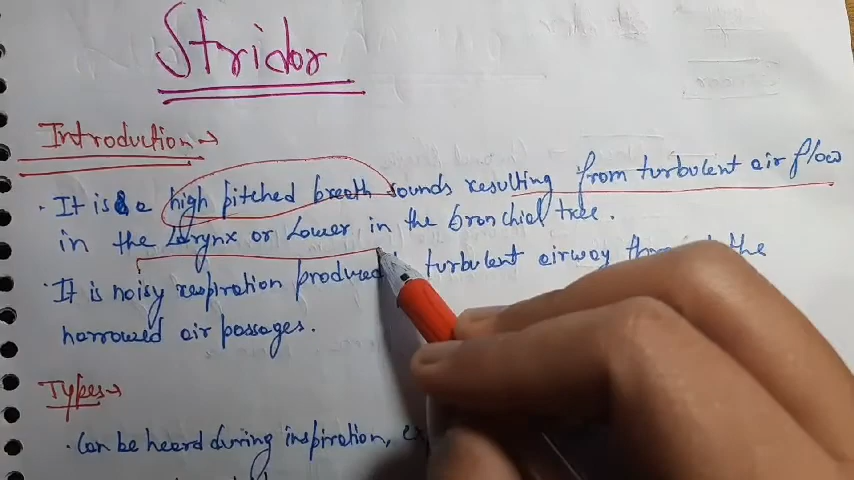 Stridor
Introduction →
· It is a high pitched breath sounds resulting from turbulent air flow
in the Larynx or Lower in the bronchial tree.
· It is noisy respiration produced turbulent airway the
narrowed air passages.
Types →
· Can be heard during inspiration,